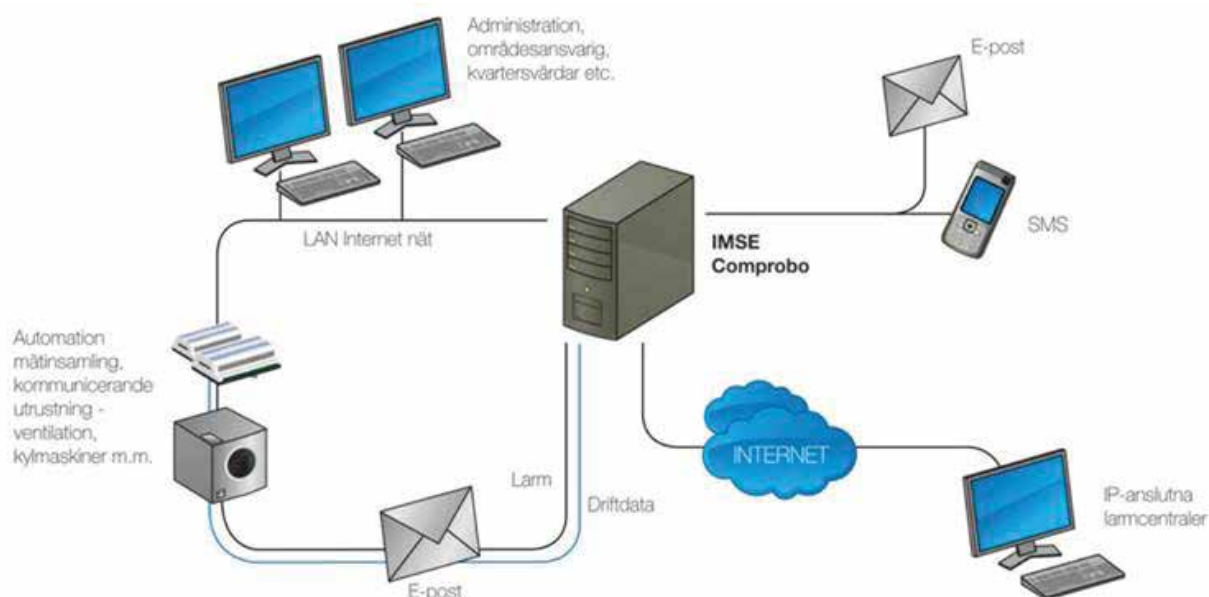 Administration,
områdesansvarig,
kvartersvärdar etc.
E-post
LAN Internet nät
SMS
IMSE
Comprobo
Automation
mätinsamling,
kommunicerande
utrustning -
ventilation,
kylmaskiner m.m.
INTERNET
Larm
Driftdata
IP-anslutna
larmcentraler
E-post